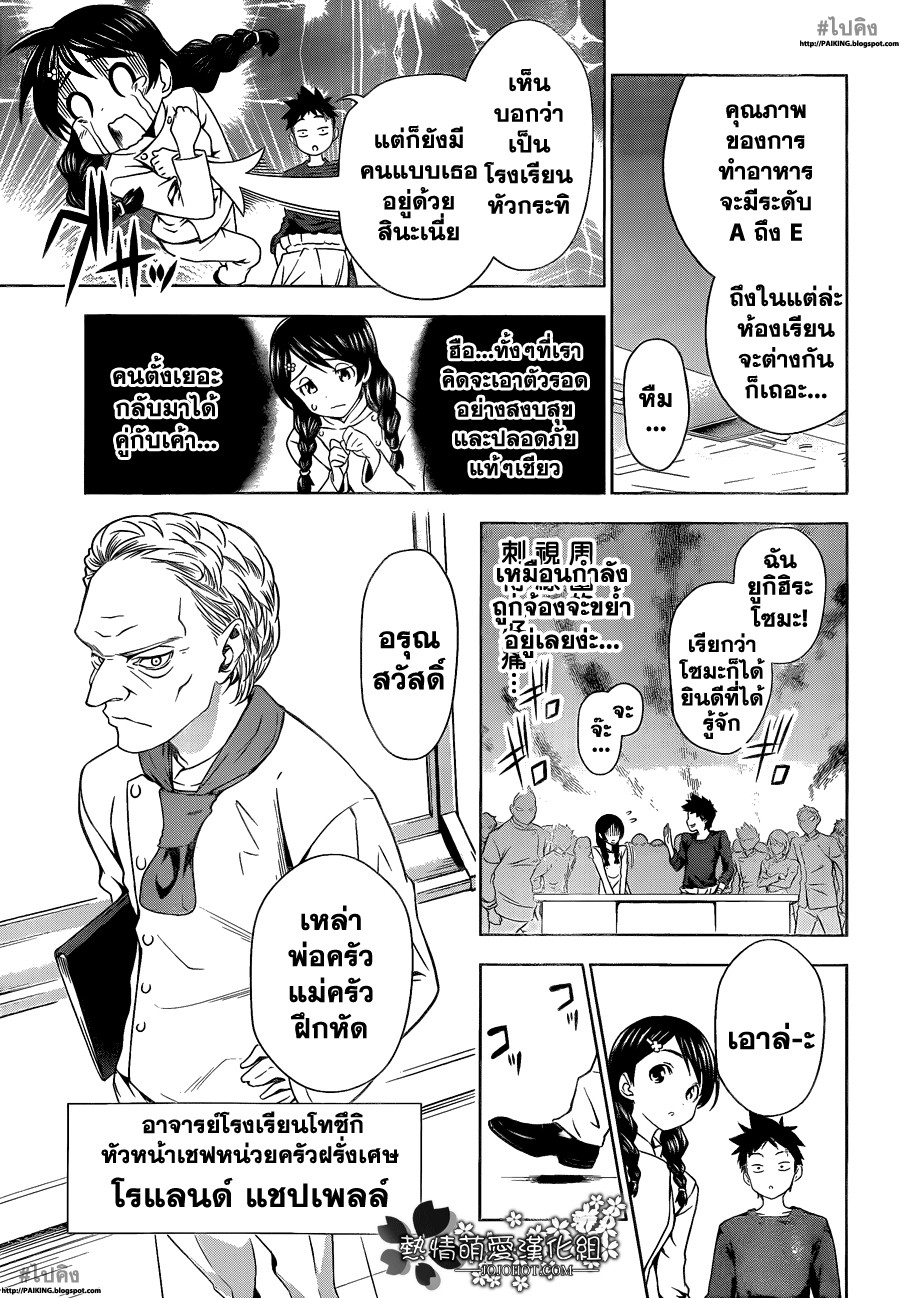 #ไปคิง
http://PAIKING.blogspot.com
คุณภาพ
ของการ
ทำอาหาร
จะมีระดับ
A ถึง E
ถึงในแต่ล่ะ
ห้องเรียน
จะต่างกัน
ก็เถอะ...
หืม
...
เห็น
บอกว่า
เป็น
โรงเรียน
หัวกระทิ
แต่ก็ยังมี
คนแบบเธอ
อยู่ด้วย
สินะเนี่ย
ฮือ...ทั้งๆที่เรา
คิดจะเอาตัวรอด
อย่างสงบสุข
และปลอดภัย
แท้ๆเชียว
คนตั้งเยอะ
กลับมาได้
คู่กับเค้า...
ฉัน
ยูกิฮิระ
โซมะ!
เรียกว่า
โซมะก็ได้
ยินดีที่ได้
รู้จัก
จะ
จ๊ะ
...
เหมือนกำลัง
ถูกจ้องจะขย้ำ
อยู่เลยง่ะ...
เอาล่-ะ
อรุณ
สวัสดิ์
เหล่า
พ่อครัว
แม่ครัว
ฝึกหัด
อาจารย์โรงเรียนโทซึกิ
หัวหน้าเชฟหน่วยครัวฝรั่งเศษ
โรแลนด์ แชปเพลล์
熱情萌愛漢化組
JOJOHOT.COM
#ไปคิง
http://PAIKING.blogspot.com